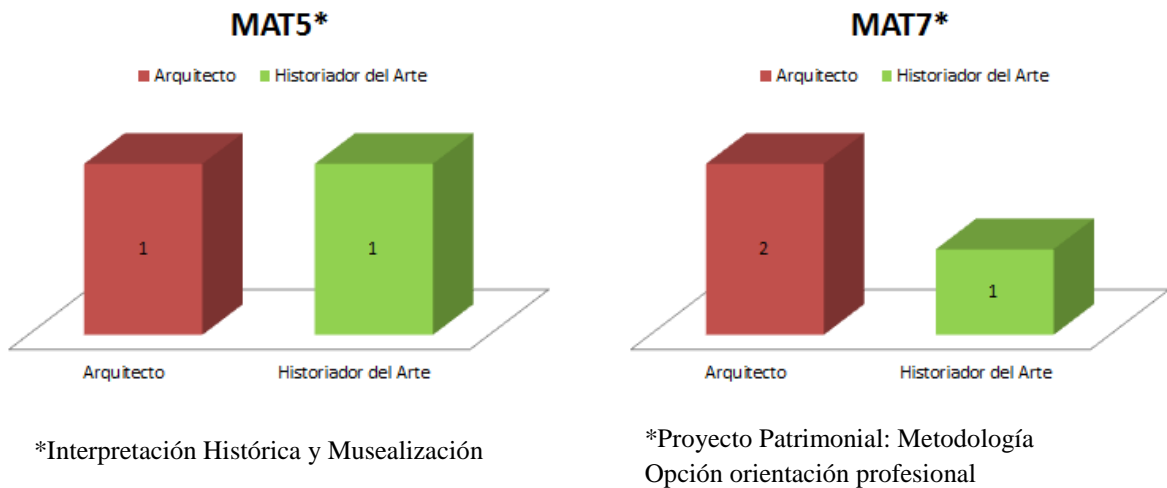 MAT5*
Arquitecto Historiador del Arte
1
1
Arquitecto Historiador del Arte
*Interpretación Histórica y Musealización
MAT7*
Arquitecto Historiador del Arte
2
1
Arquitecto Historiador del Arte
*Proyecto Patrimonial: Metodología
Opción orientación profesional